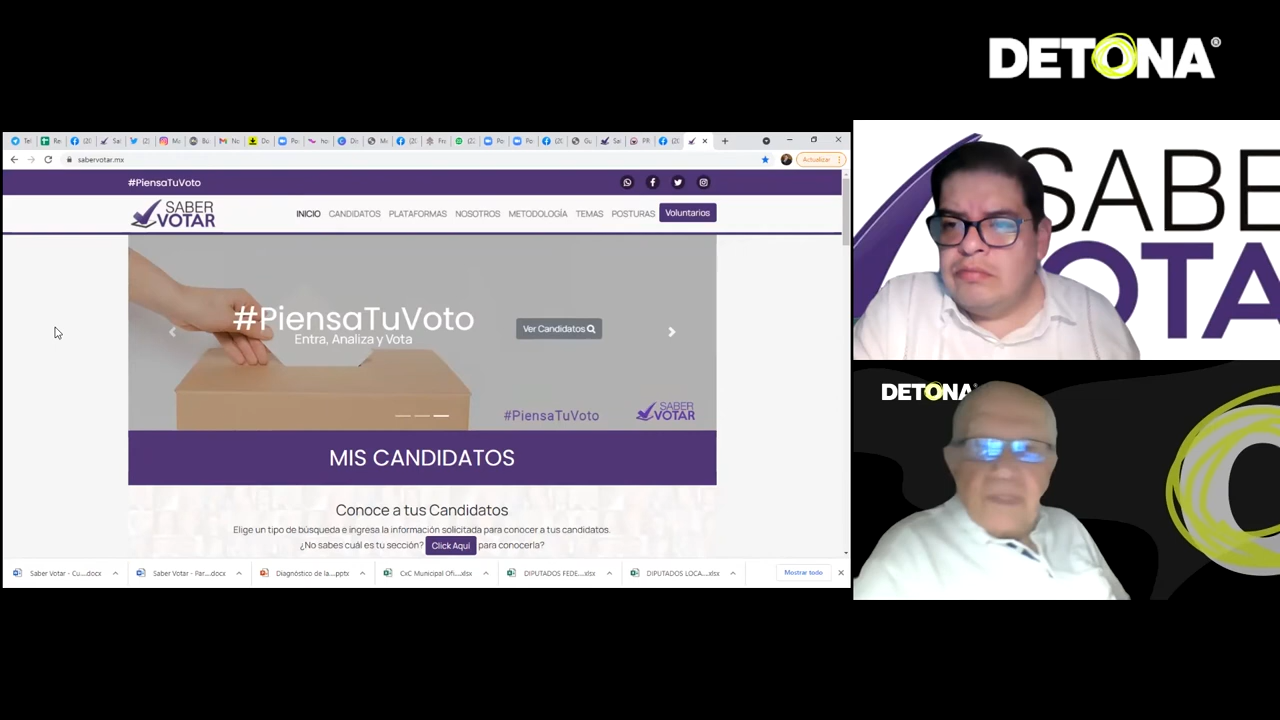 DETONA®
sabervotar.mx
Actualizar
#PiensaTuVoto
SABER
VOTAR
INICIO CANDIDATOS PLATAFORMAS NOSOTROS METODOLOGÍA TEMAS POSTURAS Voluntarios
#PiensaTuVoto
Entra, Analiza y Vota
Ver Candidatos
#PiensaTuVoto
SABER
VOTAR
MIS CANDIDATOS
Conoce a tus Candidatos
Elige un tipo de búsqueda e ingresa la información solicitada para conocer a tus candidatos.
¿No sabes cuál es tu sección? Click Aquí para conocerla?
Saber Votar - Cu....docx
Saber Votar - Par....docx
Diagnóstico de la....pptx
CxC Municipal Ofi....xlsx
DIPUTADOS FEDE....xlsx
DIPUTADOS LOCA....xlsx
Mostrar todo
SABE
OTA
DETONA